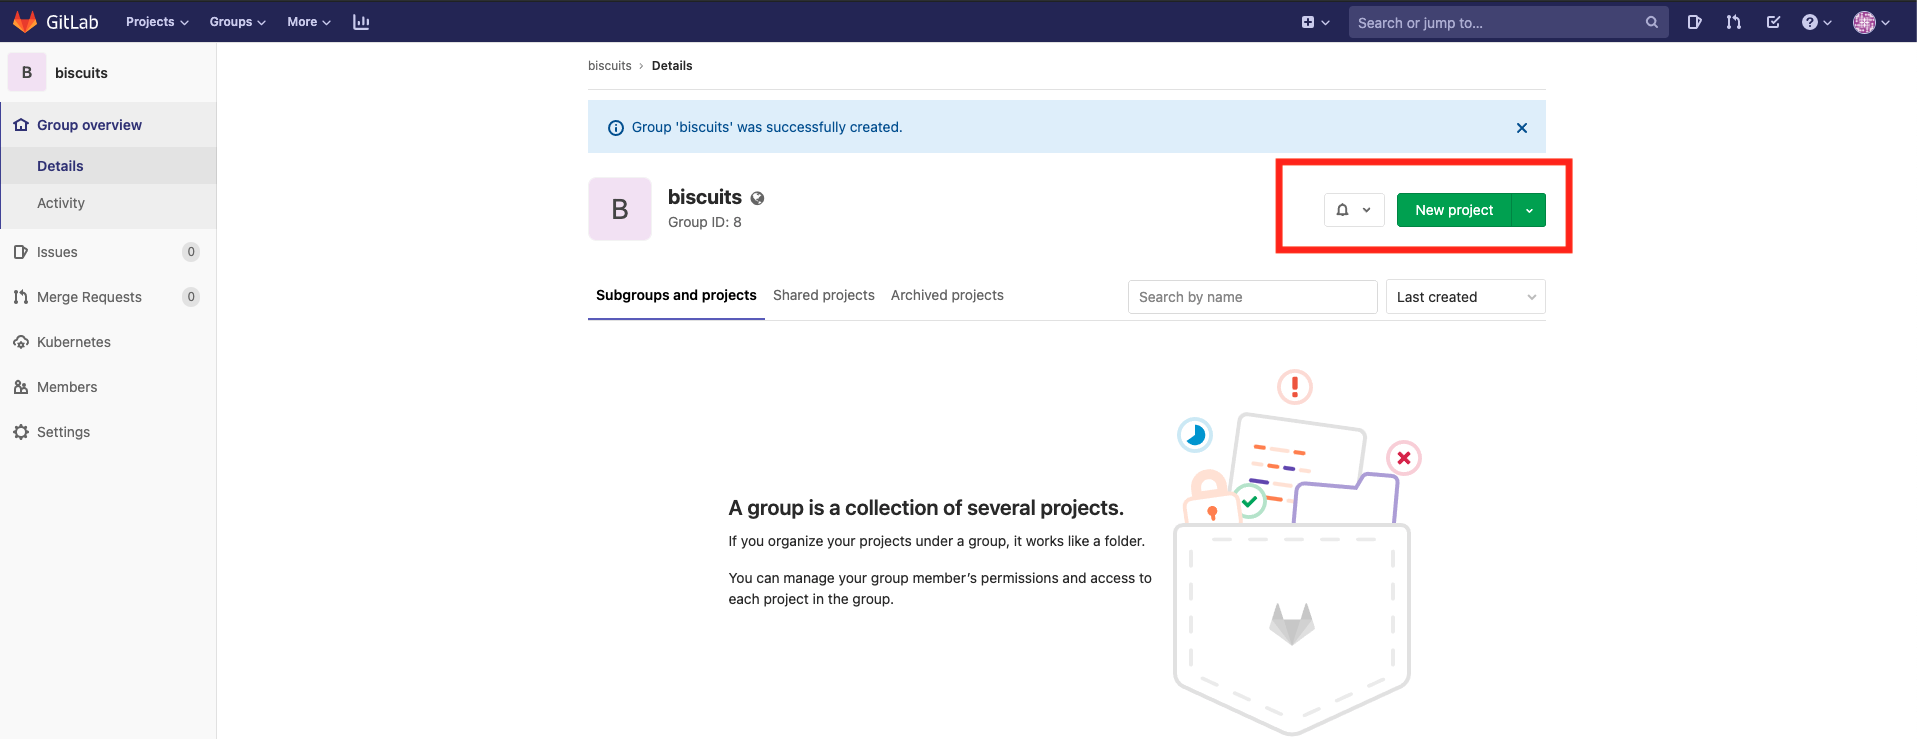 GitLab Projects Groups More Search or jump to...
B biscuits
Group overview
Details
Activity
Issues 0
Merge Requests 0
Kubernetes
Members
Settings
biscuits › Details
Group 'biscuits' was successfully created.
B
biscuits
Group ID: 8
New project
Subgroups and projects Shared projects Archived projects Search by name Last created
A group is a collection of several projects.
If you organize your projects under a group, it works like a folder.
You can manage your group member’s permissions and access to
each project in the group.